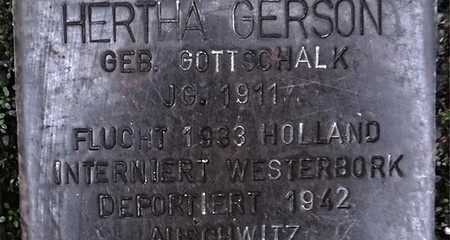 HERTHA GERSON
GEB. GOTTSCHALK
JG. 1911
FLUCHT 1933 HOLLAND
INTERNIERT WESTERBORK
DEPORTIERT 1942
AUSCHWITZ